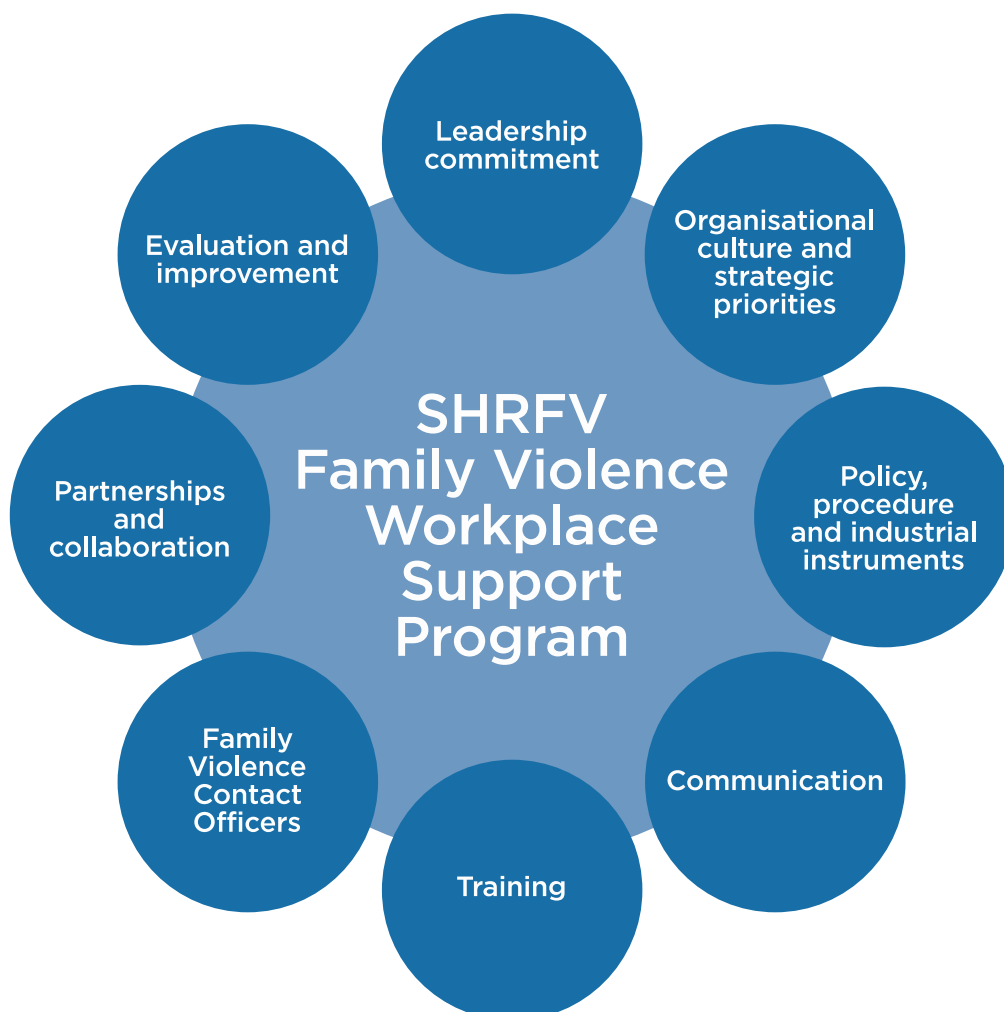 Leadership
commitment
Organisational
culture and
strategic
priorities
Policy,
procedure
and industrial
instruments
Communication
Training
Family
Violence
Contact
Officers
Partnerships
and
collaboration
Evaluation and
improvement
SHRFV
Family Violence
Workplace
Support
Program